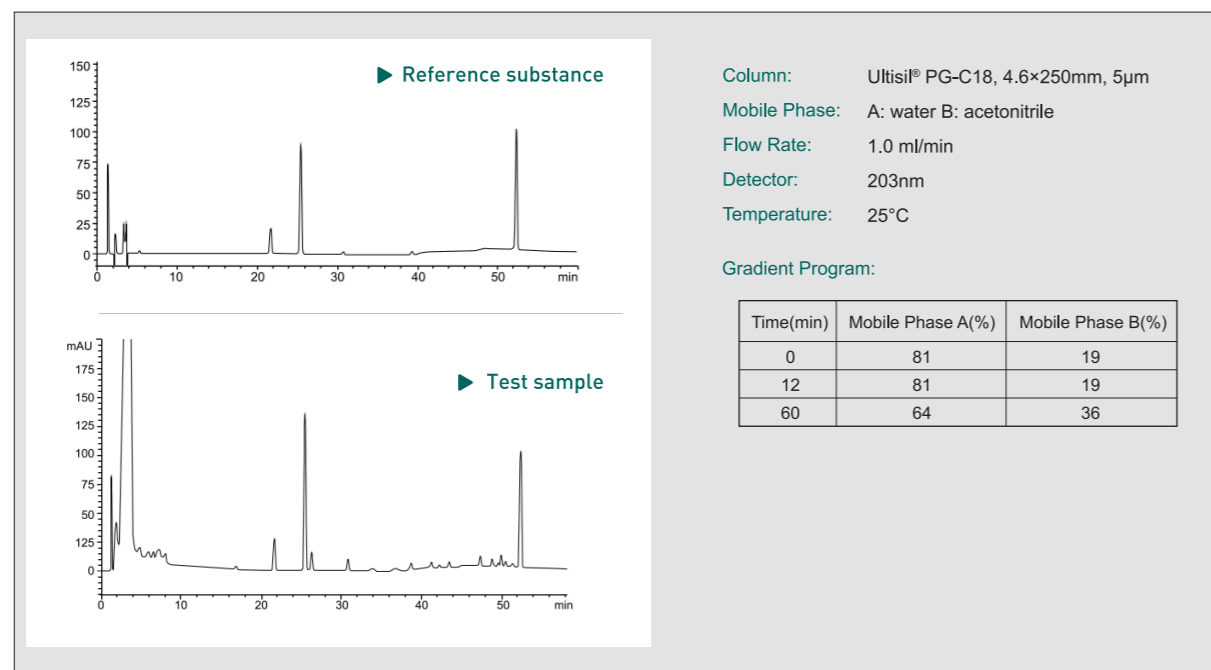 150
125
100
75
50
25
0
0 10 20 30 40 50 min
▶ Reference substance
mAU
175
150
125
100
75
50
125
0
0 10 20 30 40 50 min
▶ Test sample
Column: Ultisil® PG-C18, 4.6×250mm, 5μm
Mobile Phase: A: water B: acetonitrile
Flow Rate: 1.0 ml/min
Detector: 203nm
Temperature: 25°C
Gradient Program:
Time(min) Mobile Phase A(%) Mobile Phase B(%)
0 81 19
12 81 19
60 64 36